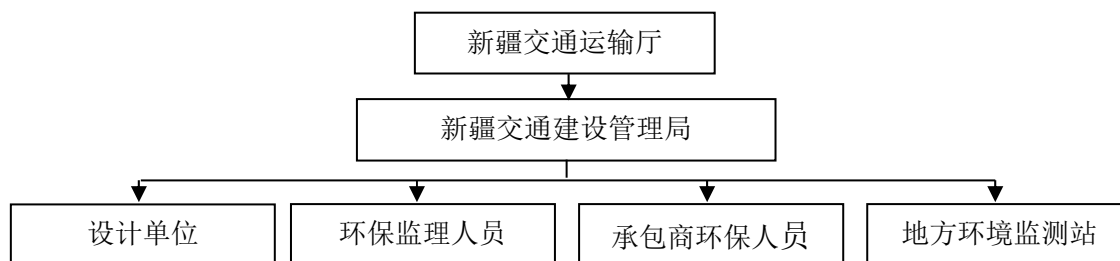 新疆交通运输厅
新疆交通建设管理局
设计单位
环保监理人员
承包商环保人员
地方环境监测站